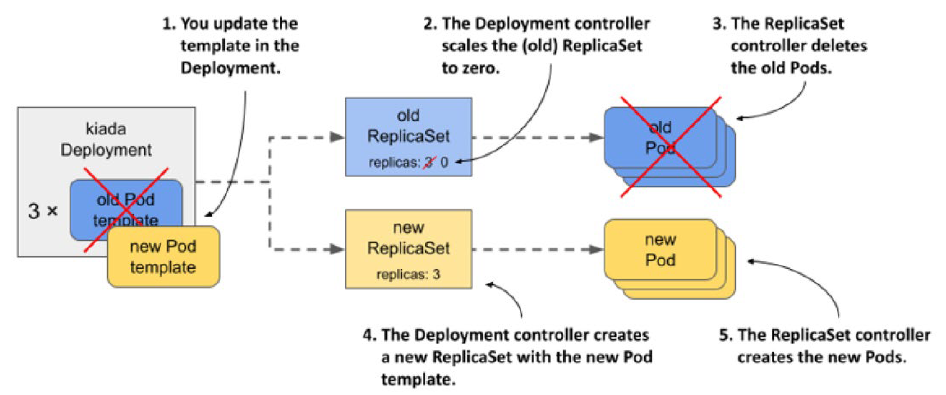 1. You update the
template in the
Deployment.
2. The Deployment controller
scales the (old) ReplicaSet
to zero.
3. The ReplicaSet
controller deletes
the old Pods.
kiada
Deployment
3 ×
old Pod
template
new Pod
template
old
ReplicaSet
replicas: 3 0
old
Pod
new
ReplicaSet
replicas: 3
new
Pod
4. The Deployment controller creates
a new ReplicaSet with the new Pod
template.
5. The ReplicaSet controller
creates the new Pods.